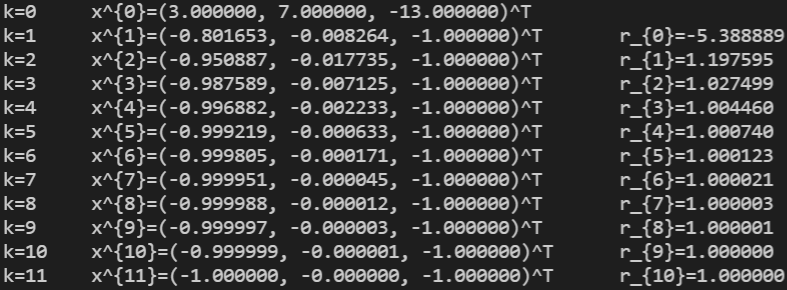 k=0 x^{0}=(3.000000, 7.000000, -13.000000)^T
k=1 x^{1}=(-0.801653, -0.008264, -1.000000)^T r_{0}=-5.388889
k=2 x^{2}=(-0.950887, -0.017735, -1.000000)^T r_{1}=1.197595
k=3 x^{3}=(-0.987589, -0.007125, -1.000000)^T r_{2}=1.027499
k=4 x^{4}=(-0.996882, -0.002233, -1.000000)^T r_{3}=1.004460
k=5 x^{5}=(-0.999219, -0.000633, -1.000000)^T r_{4}=1.000740
k=6 x^{6}=(-0.999805, -0.000171, -1.000000)^T r_{5}=1.000123
k=7 x^{7}=(-0.999951, -0.000045, -1.000000)^T r_{6}=1.000021
k=8 x^{8}=(-0.999988, -0.000012, -1.000000)^T r_{7}=1.000003
k=9 x^{9}=(-0.999997, -0.000003, -1.000000)^T r_{8}=1.000001
k=10 x^{10}=(-0.999999, -0.000001, -1.000000)^T r_{9}=1.000000
k=11 x^{11}=(-1.000000, -0.000000, -1.000000)^T r_{10}=1.000000